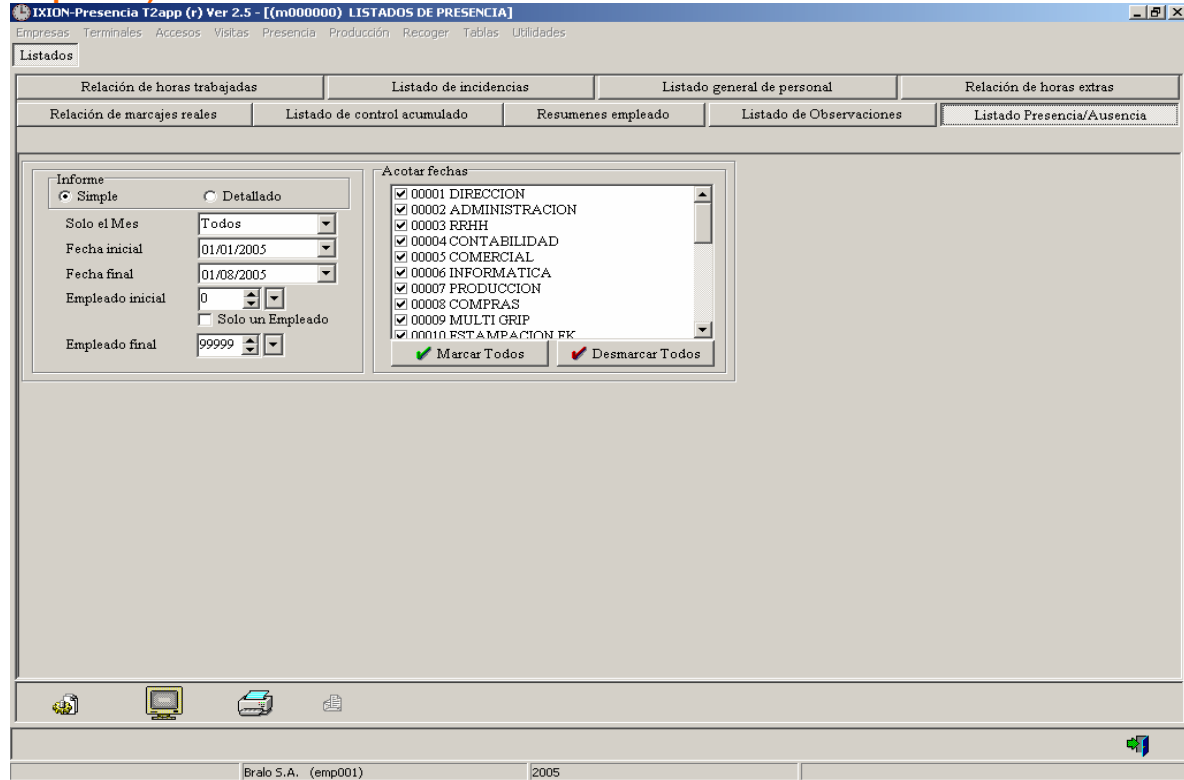 IXION-Presencia T2app (r) Ver 2.5 - [(m000000) LISTADOS DE PRESENCIA]
Empresas Terminales Accesos Visitas Presencia Producción Recoger Tablas Utilidades
Listados
Relación de horas trabajadas Listado de incidencias Listado general de personal Relación de horas extras
Relación de marcajes reales Listado de control acumulado Resumenes empleado Listado de Observaciones Listado Presencia/Ausencia
Informe
Simple Detallado
Solo el Mes Todos
Fecha inicial 01/01/2005
Fecha final 01/08/2005
Empleado inicial 0
Solo un Empleado
Empleado final 99999
Acotar fechas
00001 DIRECCION
00002 ADMINISTRACION
00003 RRHH
00004 CONTABILIDAD
00005 COMERCIAL
00006 INFORMATICA
00007 PRODUCCION
00008 COMPRAS
00009 MULTI GRIP
00010 ESTAMPACION EK
Marcar Todos Desmarcar Todos
Bralo S.A. (emp001) 2005